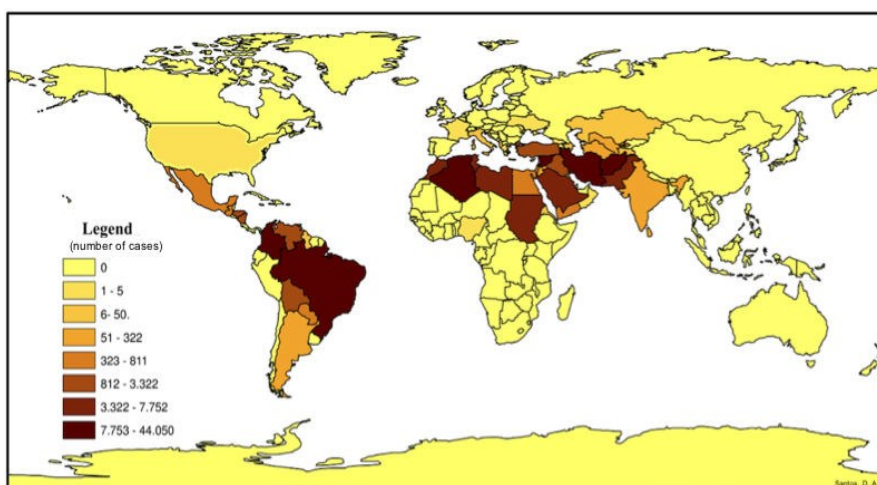 Legend
(number of cases)
0
1 - 5
6- 50.
51 - 322
323 - 811
812 - 3.322
3.322 - 7.752
7.753 - 44.050
Santos, D. A